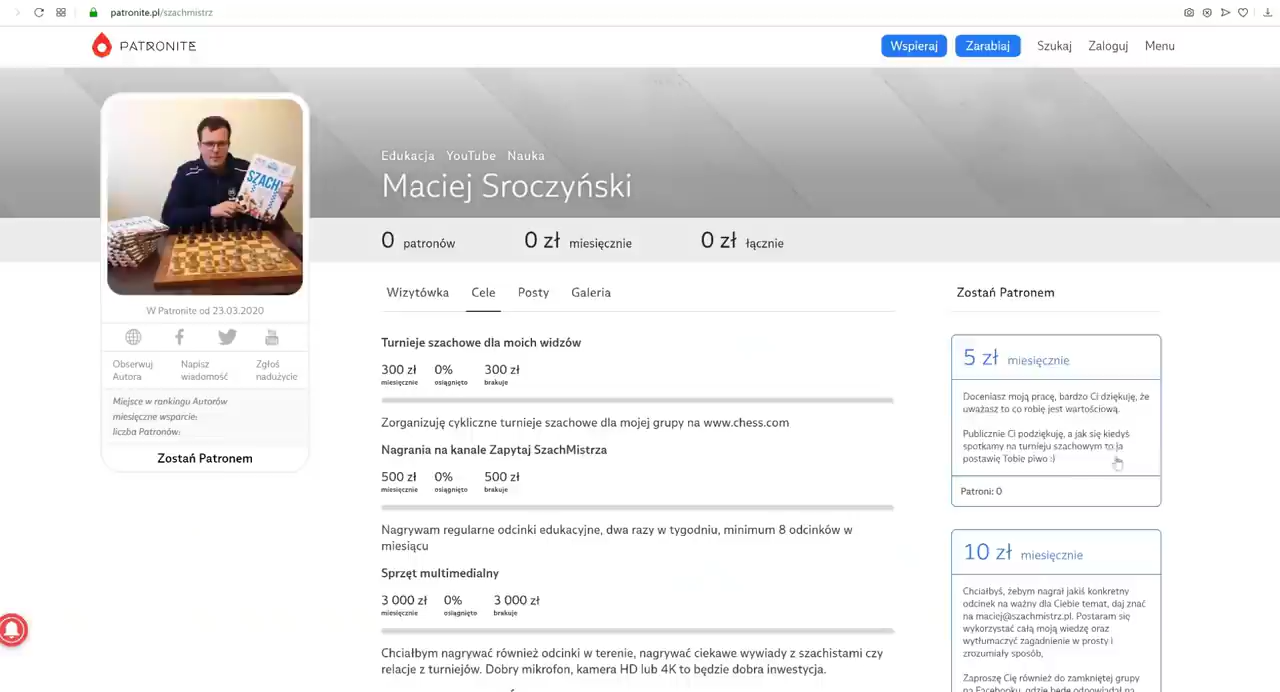 patronite.pl/szachmistrz
PATRONITE
Wspieraj
Zarabiaj
Szukaj
Zaloguj
Menu
SZACHY
Edukacja YouTube Nauka
Maciej Sroczyński
0 patronów
0 zł miesięcznie
0 zł łącznie
W Patronite od 23.03.2020
Obserwuj
Autora
Napisz
wiadomość
Zgłoś
nadużycie
Miejsce w rankingu Autorów
miesięczne wsparcie:
liczba Patronów:
Zostań Patronem
Wizytówka
Cele
Posty
Galeria
Turnieje szachowe dla moich widzów
300 zł 0% 300 zł
miesięcznie osiągnięto brakuje
Zorganizuję cykliczne turnieje szachowe dla mojej grupy na www.chess.com
Nagrania na kanale Zapytaj SzachMistrza
500 zł 0% 500 zł
miesięcznie osiągnięto brakuje
Nagrywam regularne odcinki edukacyjne, dwa razy w tygodniu, minimum 8 odcinków w
miesiącu
Sprzęt multimedialny
3 000 zł 0% 3 000 zł
miesięcznie osiągnięto brakuje
Chciałbym nagrywać również odcinki w terenie, nagrywać ciekawe wywiady z szachistami czy
relacje z turniejów. Dobry mikrofon, kamera HD lub 4K to będzie dobra inwestycja.
Zostań Patronem
5 zł miesięcznie
Doceniasz moją pracę, bardzo Ci dziękuję, że
uważasz to co robię jest wartościową.
Publicznie Ci podziękuję, a jak się kiedyś
spotkamy na turnieju szachowym to ja
postawię Tobie piwo :)
Patroni: 0
10 zł miesięcznie
Chciałbyś, żebym nagrał jakiś konkretny
odcinek na ważny dla Ciebie temat, daj znać
na maciej@szachmistrz.pl. Postaram się
wykorzystać całą moją wiedzę oraz
wytłumaczyć zagadnienie w prosty i
zrozumiały sposób,
Zaproszę Cię również do zamkniętej grupy
na Facebooku, gdzie będę odpowiadał na